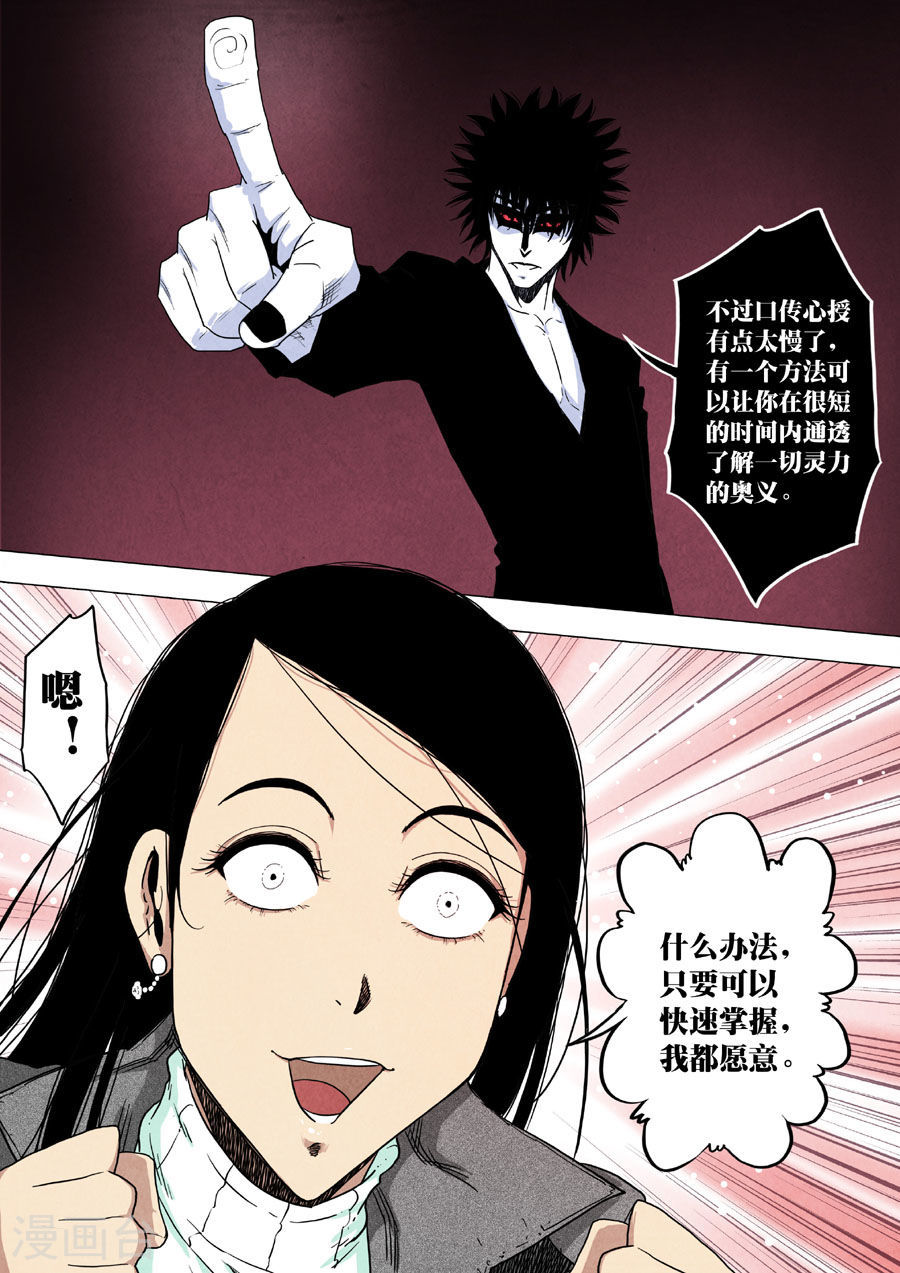 不过口传心授
有点太慢了，
有一个方法可
以让你在很短
的时间内通透
了解一切灵力
的奥义。
嗯！
什么办法，
只要可以
快速掌握，
我都愿意。
漫画台